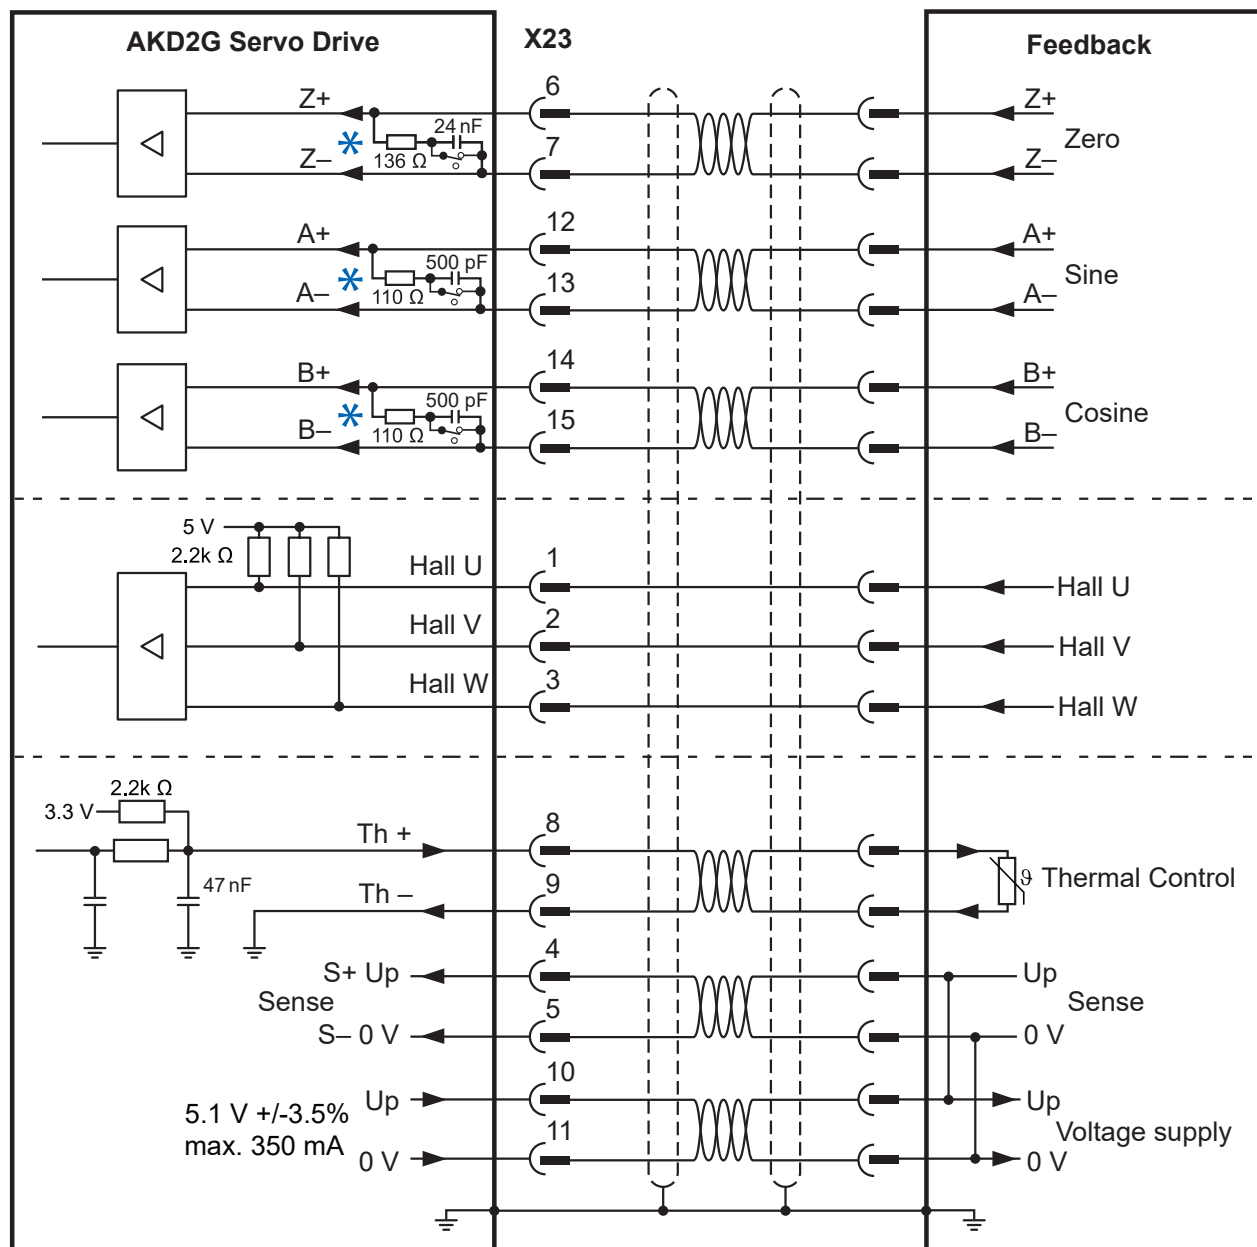 AKD2G Servo Drive X23 Feedback
Z+ 6 Z+
24 nF
* 7 Zero
136 Ω
Z– Z–
A+ 12 A+
500 pF
* 13 Sine
110 Ω
A– A–
B+ 14 B+
500 pF
* 15 Cosine
110 Ω
B– B–
5 V
2.2k Ω
Hall U 1 Hall U
Hall V 2 Hall V
Hall W 3 Hall W
2.2k Ω
3.3 V
Th + 8
47 nF
ϑ Thermal Control
Th – 9
S+ Up 4 Up
Sense Sense
S– 0 V 5 0 V
Up 10 Up
5.1 V +/-3.5%
max. 350 mA
Voltage supply
0 V 11 0 V